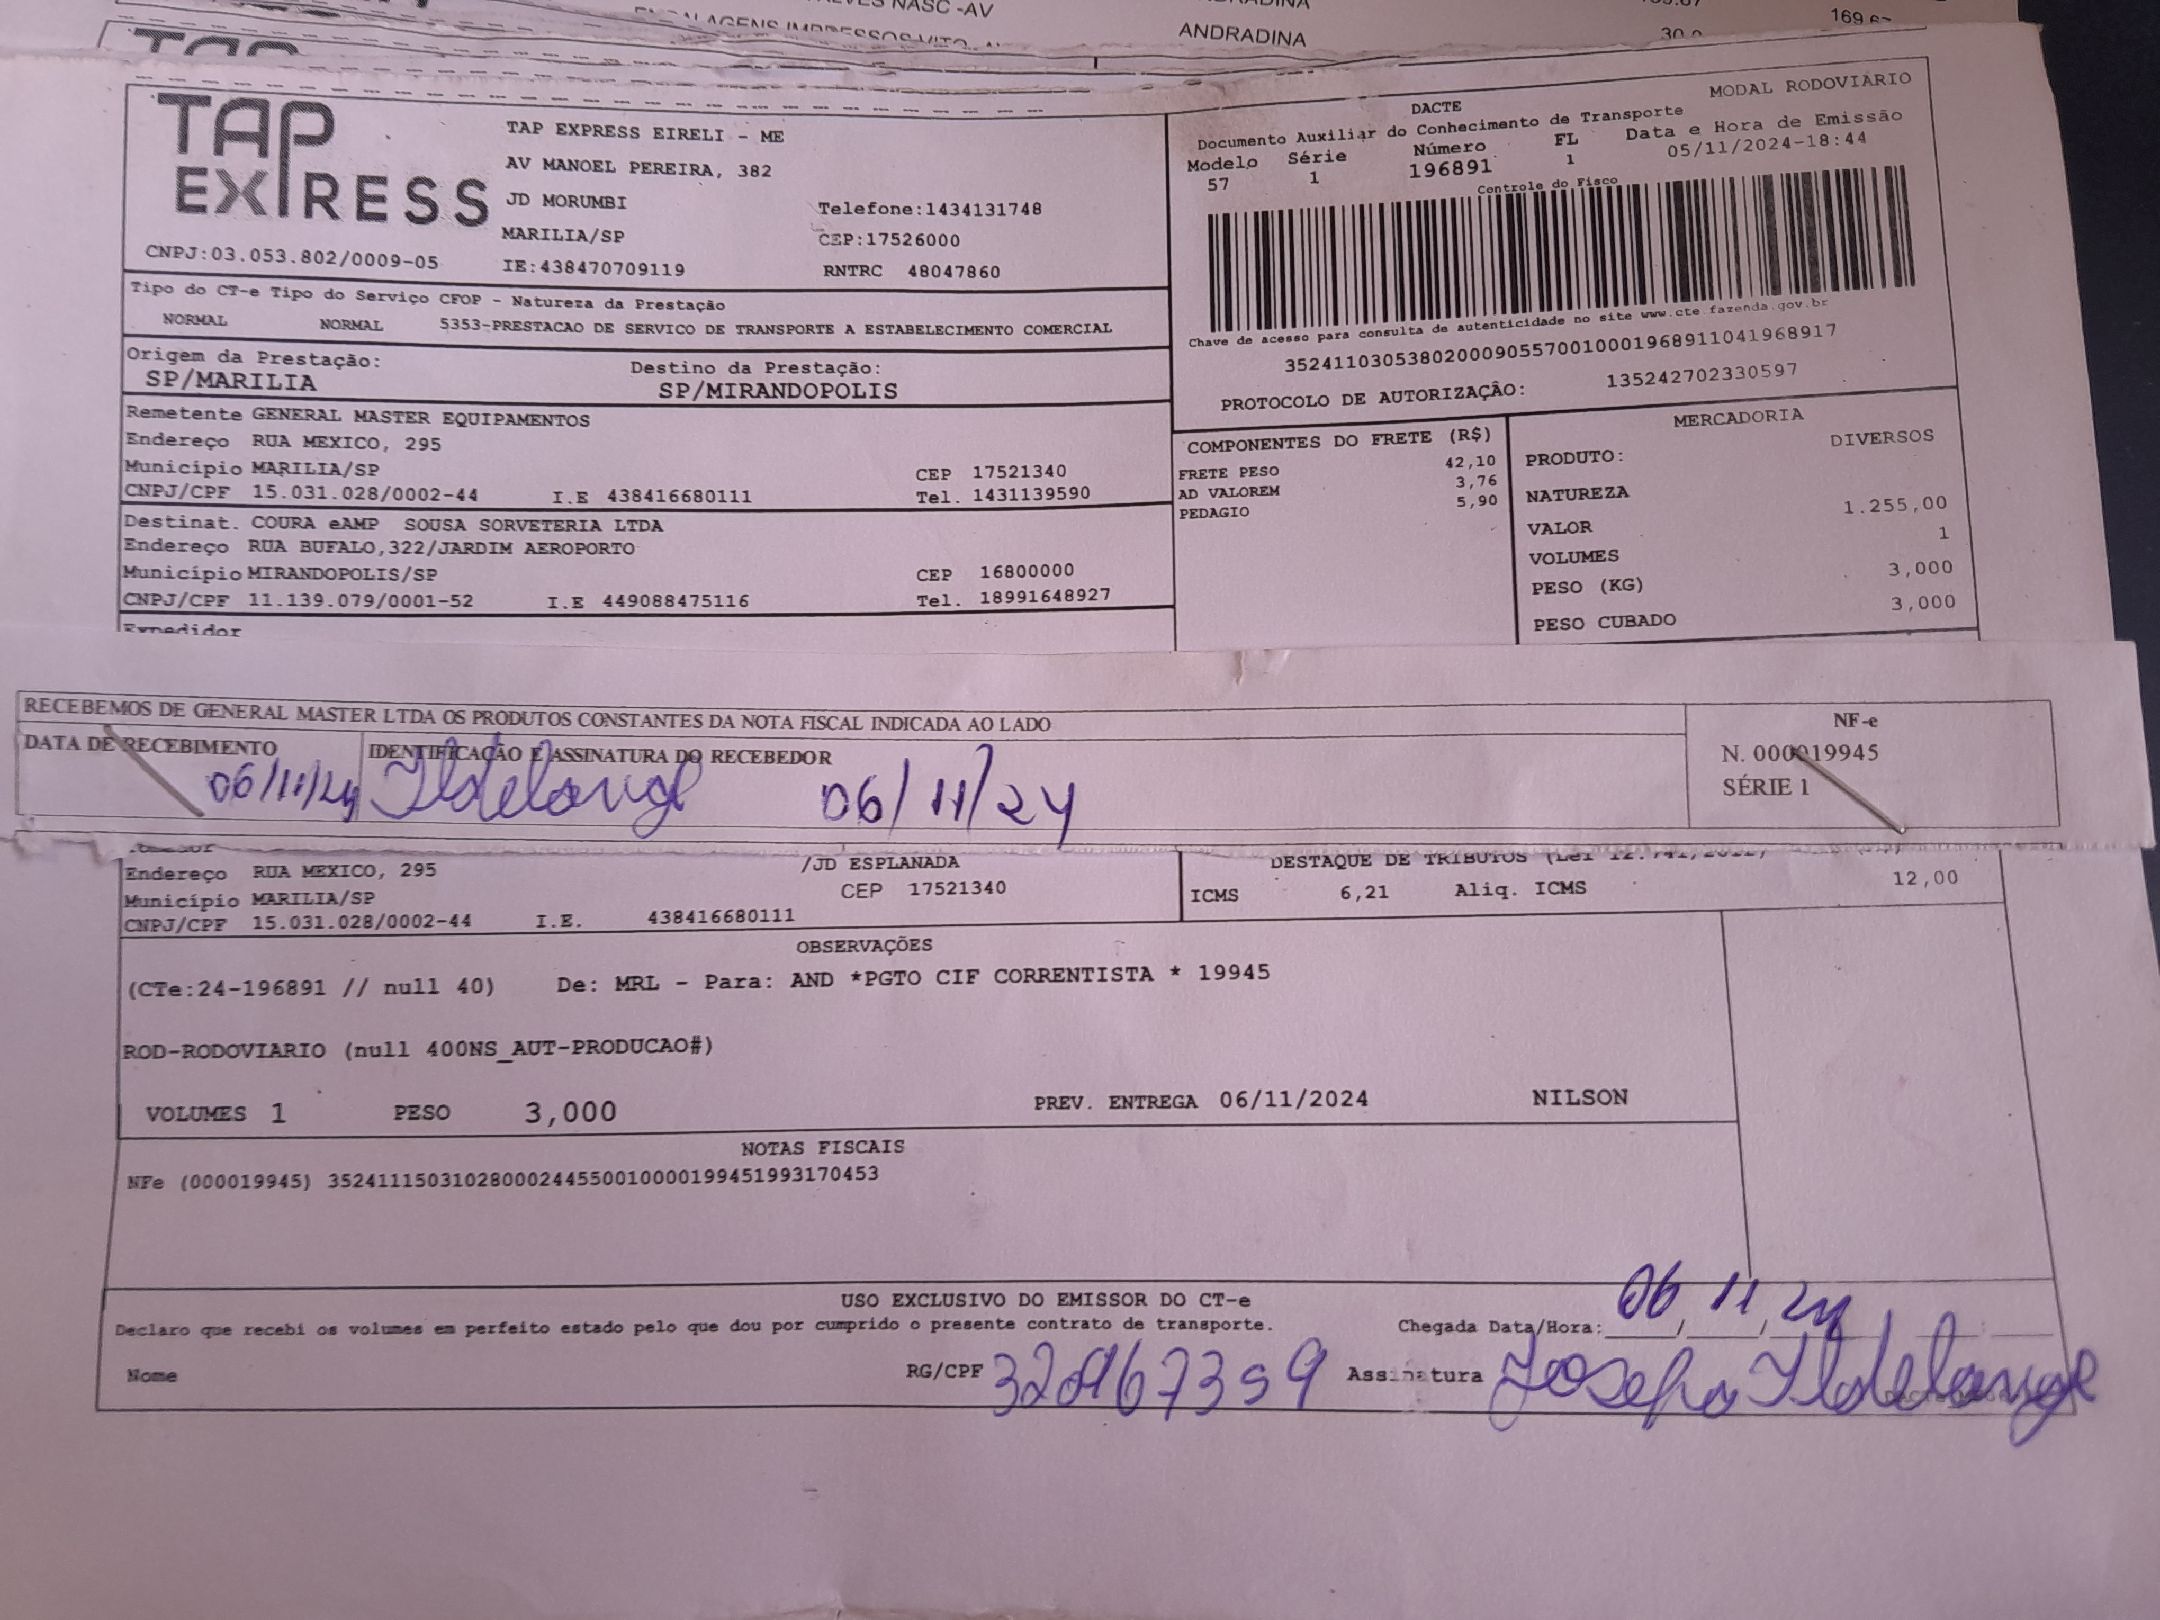 NASC -AV
ANDRADINA
169
ANDRADINA
TAP
EXPRESS
TAP EXPRESS EIRELI - ME
AV MANOEL PEREIRA, 382
JD MORUMBI
Telefone:1434131748
MARILIA/SP
CEP:17526000
CNPJ:03.053.802/0009-05
IE:438470709119
RNTRC 48047860
DACTE
MODAL RODOVIÁRIO
Documento Auxiliar do Conhecimento de Transporte
Modelo Série Número FL Data e Hora de Emissão
57 1 196891 1 05/11/2024-18:44
Controle do Fisco
Chave de acesso para consulta de autenticidade no site www.cte.fazenda.gov.br
35241103053802000905570010001968911041968917
PROTOCOLO DE AUTORIZAÇÃO: 135242702330597
Tipo do CT-e Tipo do Serviço CFOP - Natureza da Prestação
NORMAL NORMAL 5353-PRESTACAO DE SERVICO DE TRANSPORTE A ESTABELECIMENTO COMERCIAL
Origem da Prestação: Destino da Prestação:
SP/MARILIA SP/MIRANDOPOLIS
Remetente GENERAL MASTER EQUIPAMENTOS
Endereço RUA MEXICO, 295
Município MARILIA/SP CEP 17521340
CNPJ/CPF 15.031.028/0002-44 I.E 438416680111 Tel. 1431139590
Destinat. COURA eAMP SOUSA SORVETERIA LTDA
Endereço RUA BUFALO,322/JARDIM AEROPORTO
Município MIRANDOPOLIS/SP CEP 16800000
CNPJ/CPF 11.139.079/0001-52 I.E 449088475116 Tel. 18991648927
Expedidor
COMPONENTES DO FRETE (R$)
FRETE PESO 42,10
AD VALOREM 3,76
PEDAGIO 5,90
MERCADORIA
PRODUTO: DIVERSOS
NATUREZA
VALOR 1.255,00
VOLUMES 1
PESO (KG) 3,000
PESO CUBADO 3,000
RECEBEMOS DE GENERAL MASTER LTDA OS PRODUTOS CONSTANTES DA NOTA FISCAL INDICADA AO LADO
DATA DE RECEBIMENTO
IDENTIFICAÇÃO E ASSINATURA DO RECEBEDOR
06/11/24 Ildelange 06/11/24
NF-e
N. 000019945
SÉRIE 1
Endereço RUA MEXICO, 295 /JD ESPLANADA
Município MARILIA/SP CEP 17521340
CNPJ/CPF 15.031.028/0002-44 I.E. 438416680111
DESTAQUE DE TRIBUTOS (Lei 12.741/2012)
ICMS 6,21 Aliq. ICMS 12,00
OBSERVAÇÕES
(CTe:24-196891 // null 40) De: MRL - Para: AND *PGTO CIF CORRENTISTA * 19945
ROD-RODOVIARIO (null 400NS_AUT-PRODUCAO#)
VOLUMES 1 PESO 3,000 PREV. ENTREGA 06/11/2024 NILSON
NOTAS FISCAIS
NFe (000019945) 35241115031028000244550010000199451993170453
USO EXCLUSIVO DO EMISSOR DO CT-e
Declaro que recebi os volumes em perfeito estado pelo que dou por cumprido o presente contrato de transporte.
Chegada Data/Hora: 06/11/24
Nome RG/CPF Assinatura Josefa Ildelange